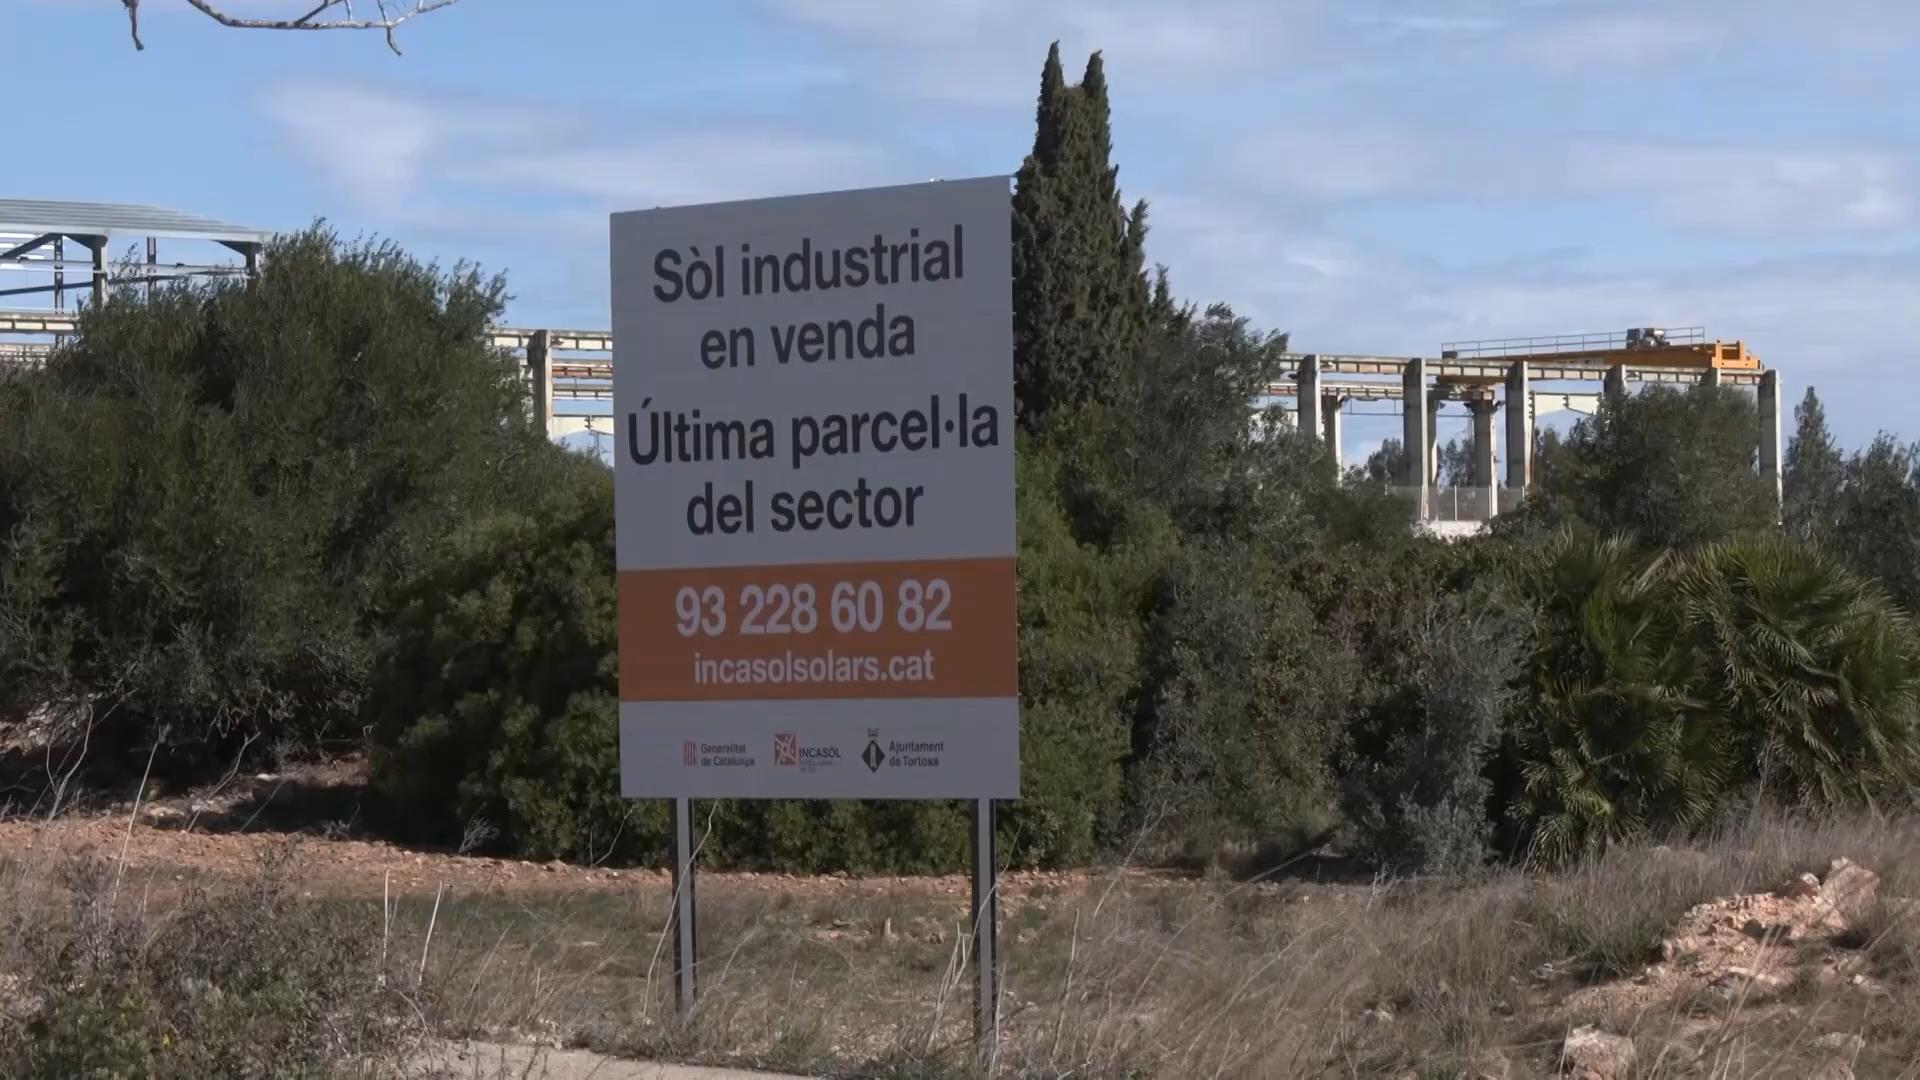 Sòl industrial
en venda
Última parcel·la
del sector
93 228 60 82
incasolsolars.cat
Generalitat
de Catalunya
INCASÒL
Ajuntament
de Tortosa